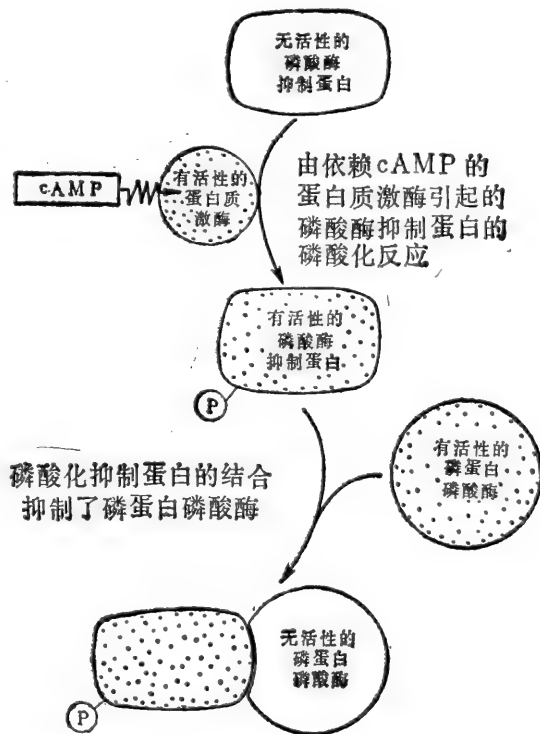 无活性的
磷酸酶
抑制蛋白
cAMP
有活性的
蛋白质
激酶
由依赖cAMP的
蛋白质激酶引起的
磷酸酶抑制蛋白的
磷酸化反应
有活性的
磷酸酶
抑制蛋白
P
磷酸化抑制蛋白的结合
抑制了磷蛋白磷酸酶
有活性的
磷蛋白
磷酸酶
无活性的
磷蛋白
磷酸酶
P